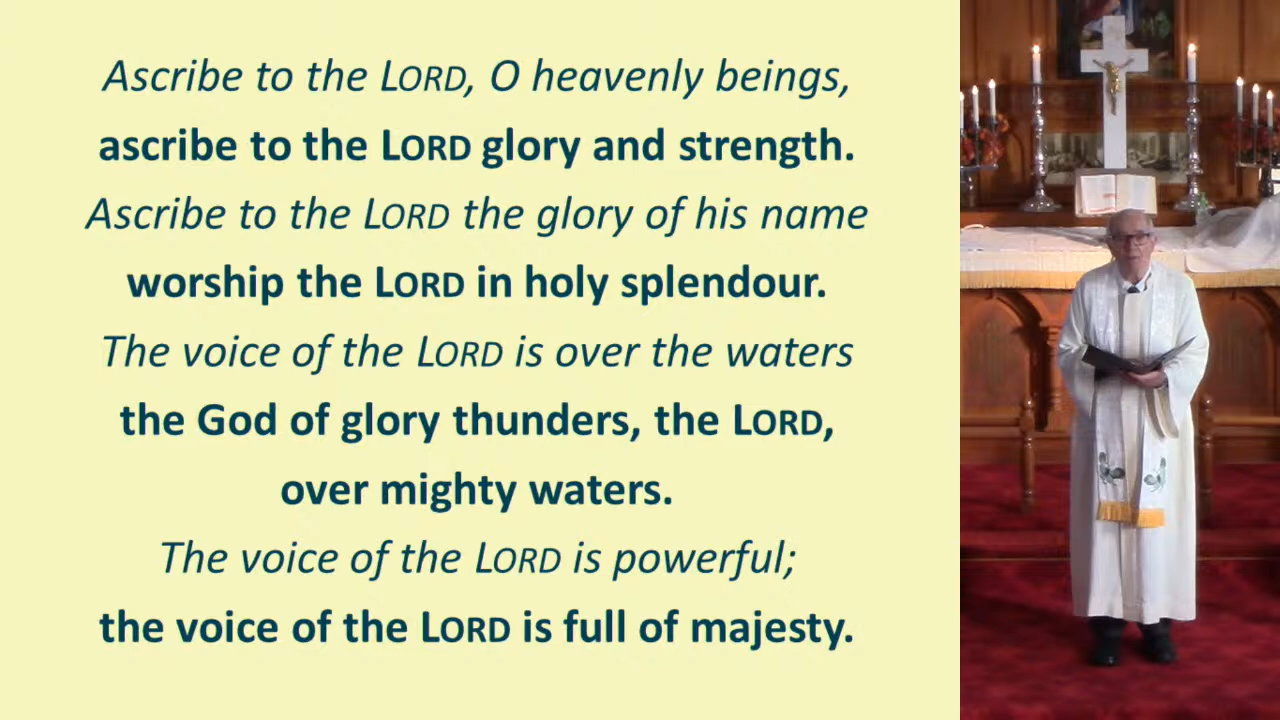 Ascribe to the LORD, O heavenly beings,
ascribe to the LORD glory and strength.
Ascribe to the LORD the glory of his name
worship the LORD in holy splendour.
The voice of the LORD is over the waters
the God of glory thunders, the LORD,
over mighty waters.
The voice of the LORD is powerful;
the voice of the LORD is full of majesty.